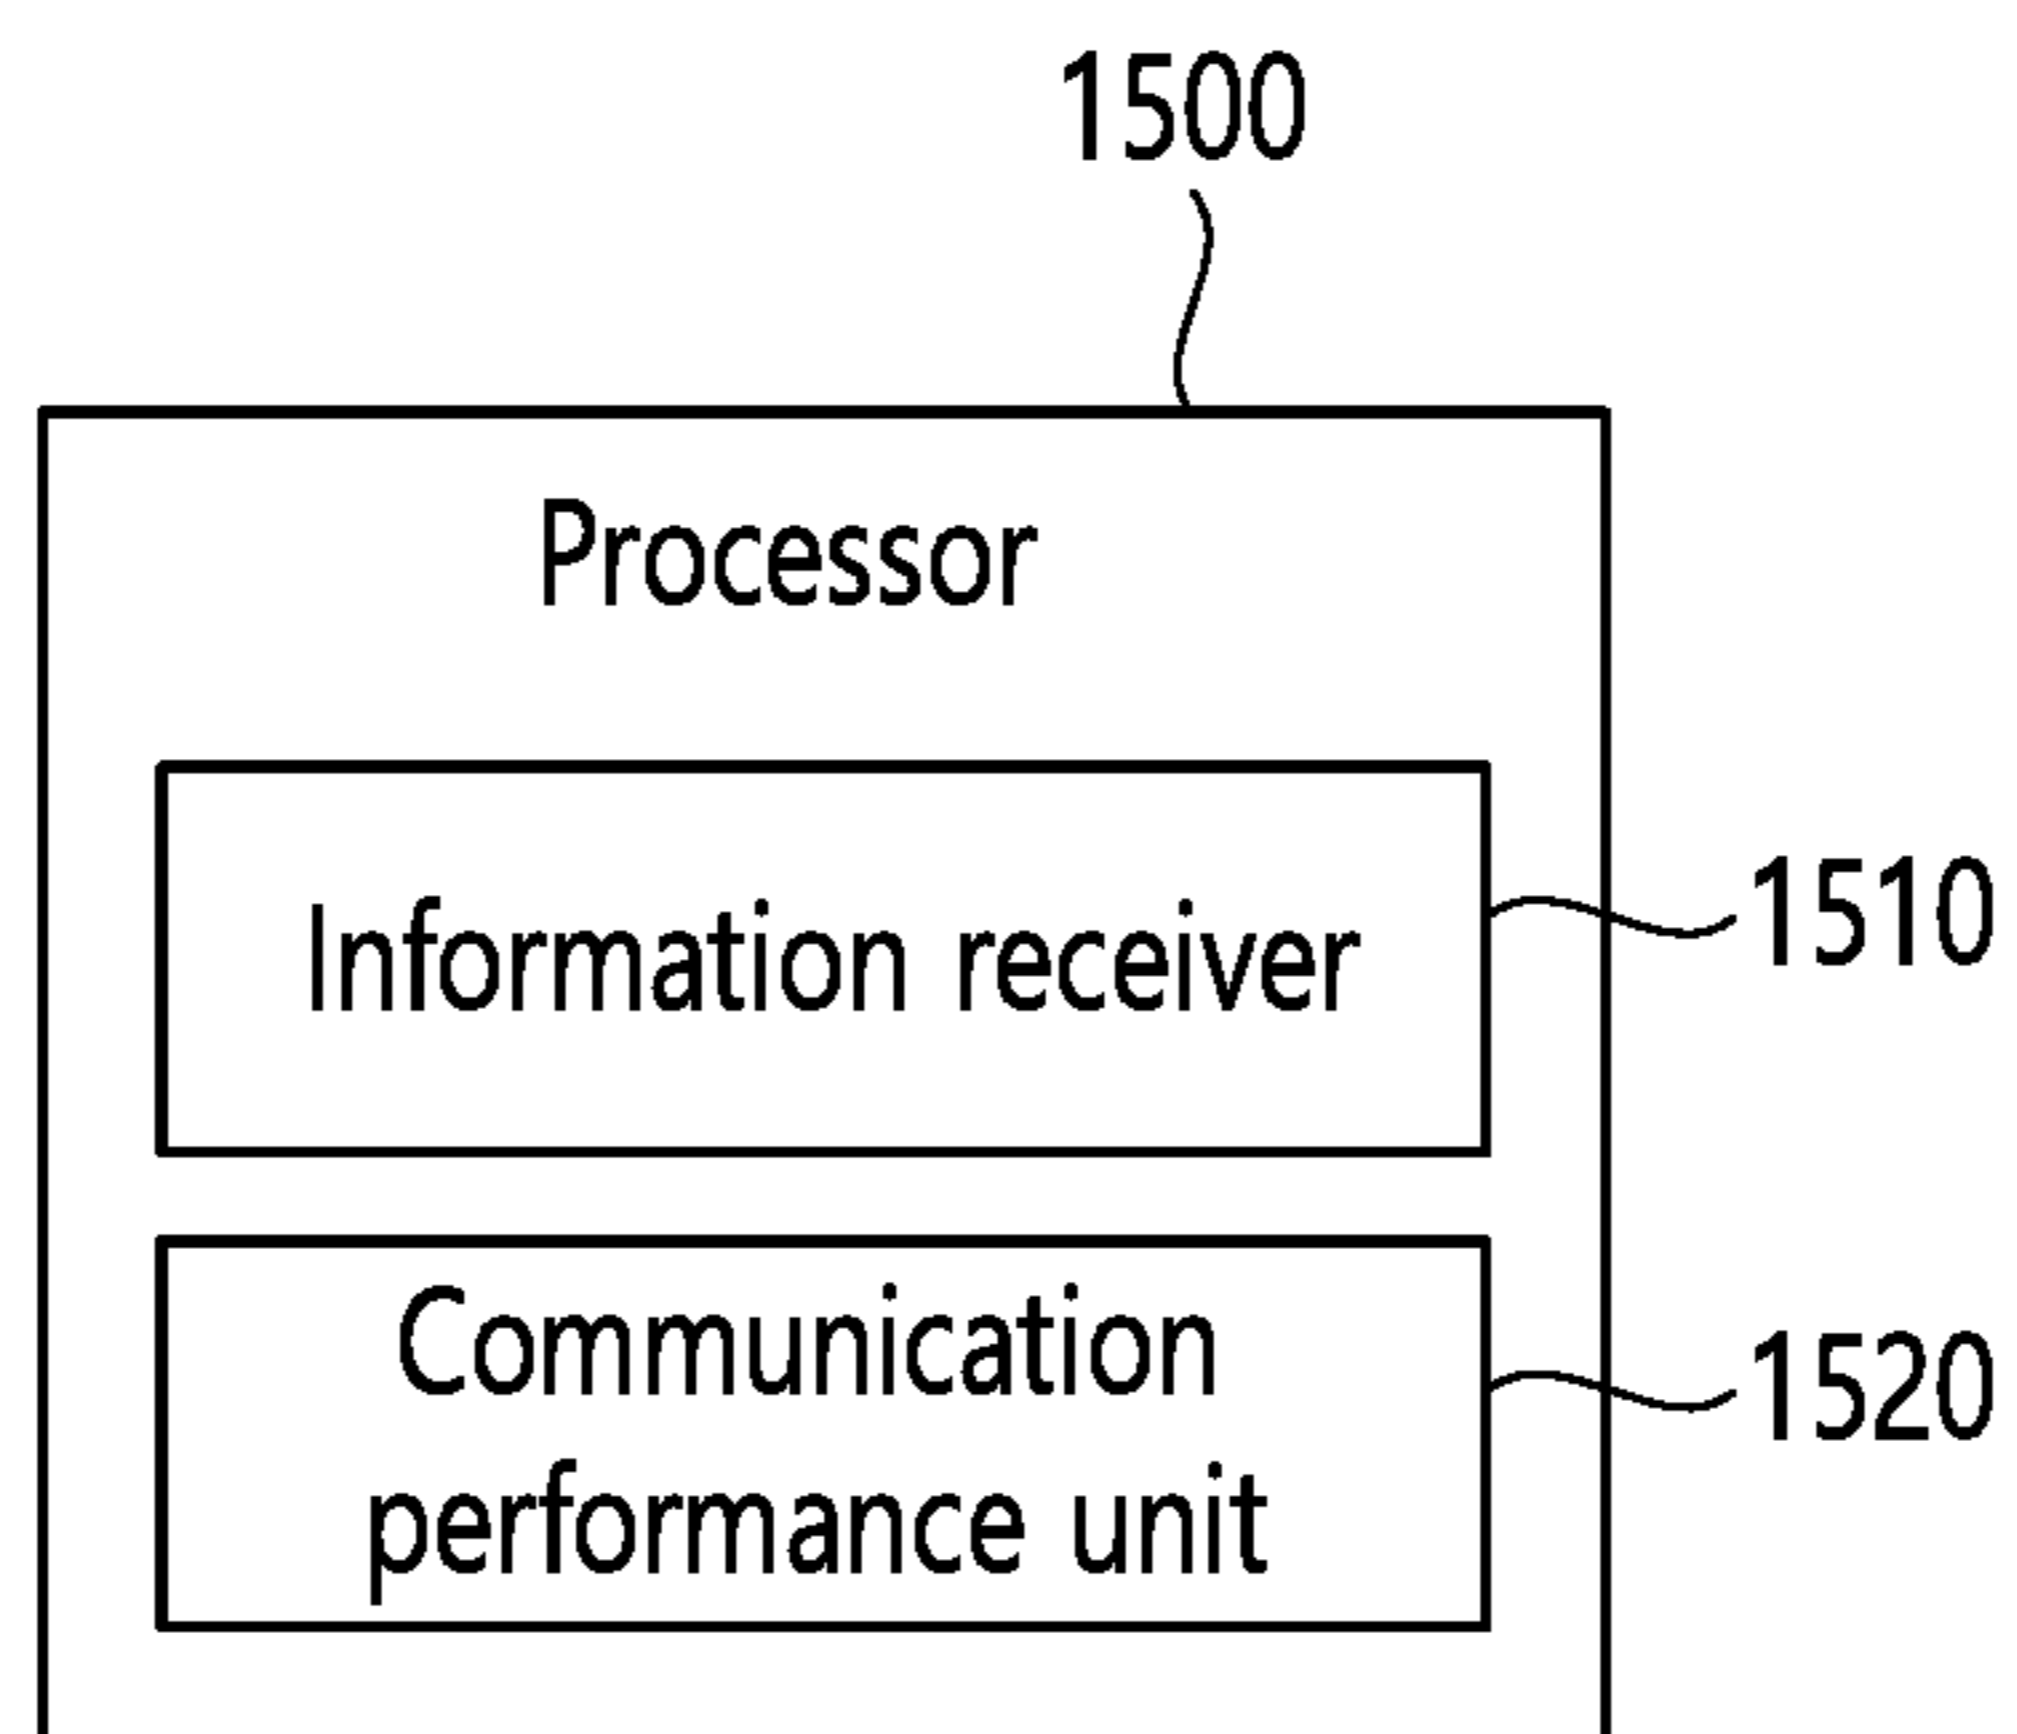 1500
Processor
Information receiver
1510
Communication
performance unit
1520